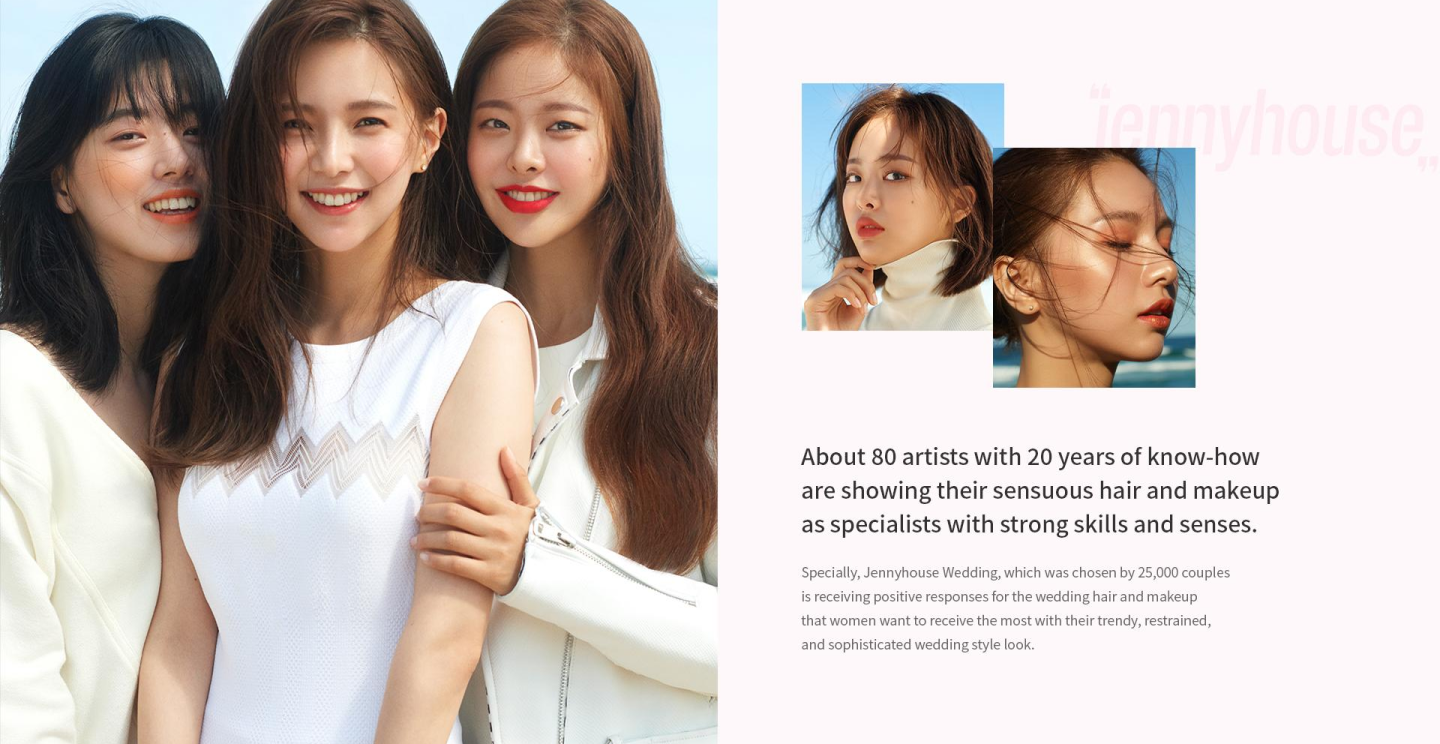 "jennyhouse„
About 80 artists with 20 years of know-how
are showing their sensuous hair and makeup
as specialists with strong skills and senses.
Specially, Jennyhouse Wedding, which was chosen by 25,000 couples
is receiving positive responses for the wedding hair and makeup
that women want to receive the most with their trendy, restrained,
and sophisticated wedding style look.